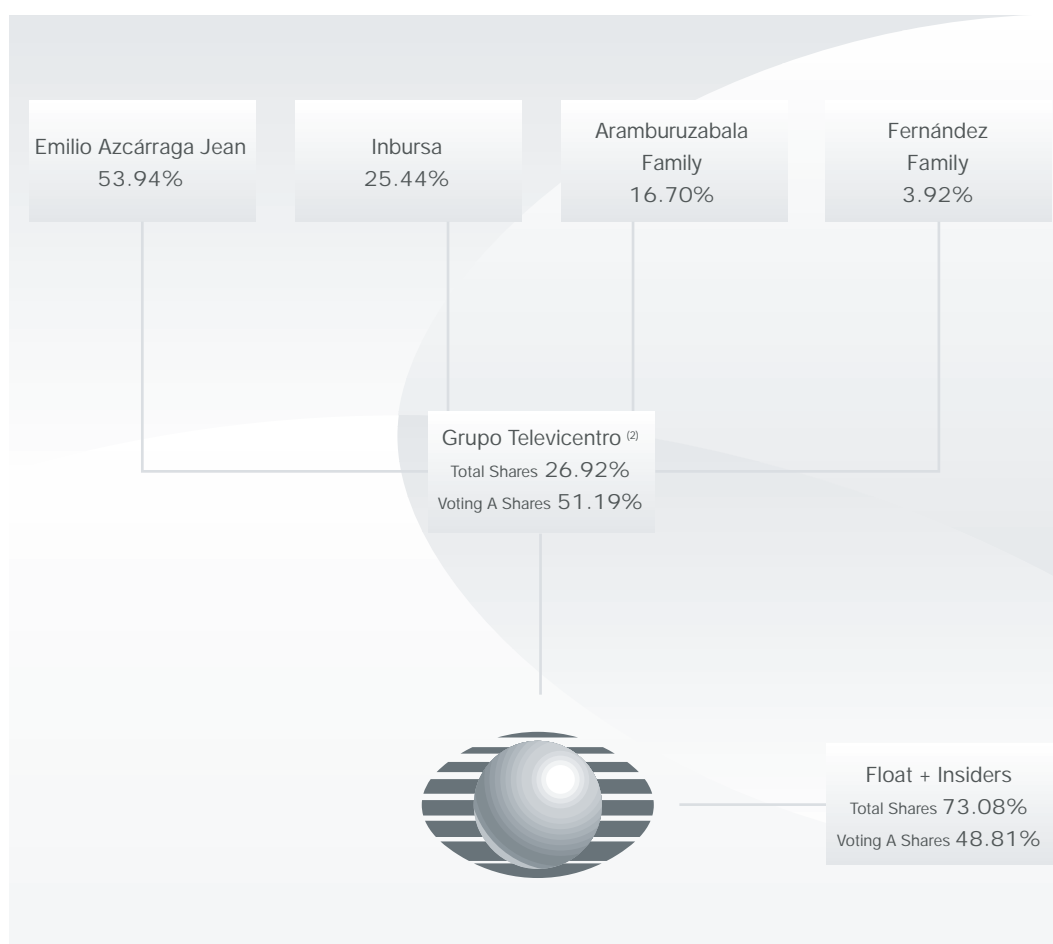 Emilio Azcárraga Jean
53.94%
Inbursa
25.44%
Aramburuzabala
Family
16.70%
Fernández
Family
3.92%
Grupo Televicentro (2)
Total Shares 26.92%
Voting A Shares 51.19%
Float + Insiders
Total Shares 73.08%
Voting A Shares 48.81%